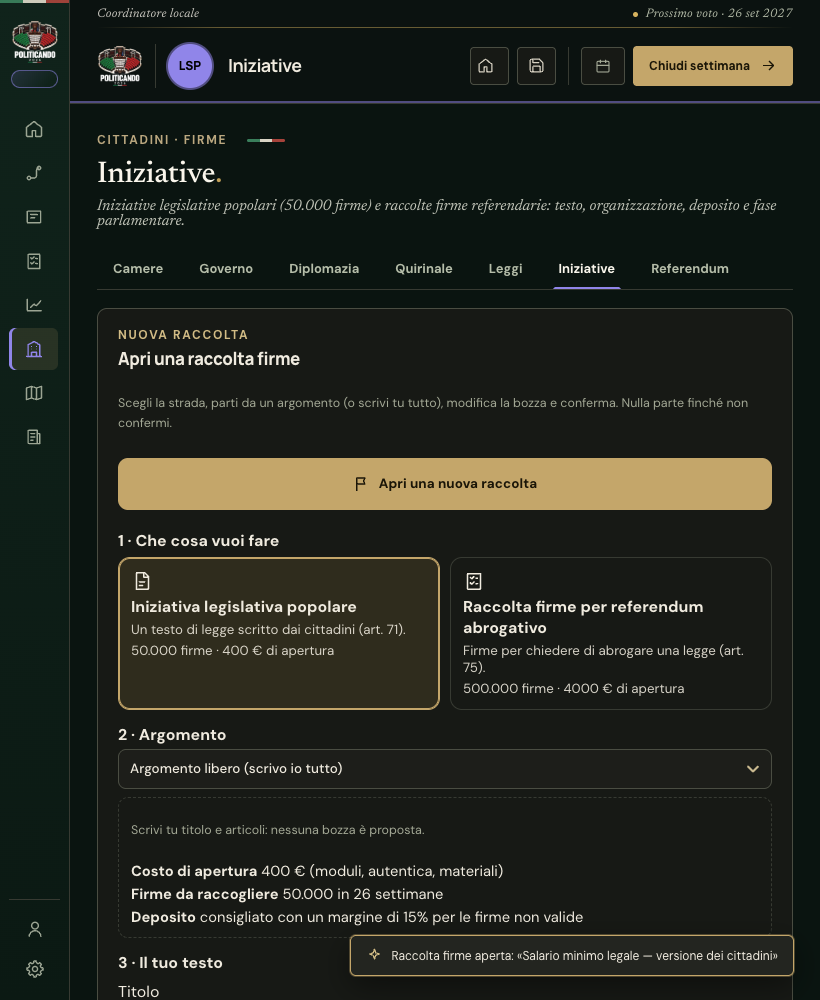 Coordinatore locale
Prossimo voto · 26 set 2027
POLITICANDO
POLITICANDO
LSP
Iniziative
Chiudi settimana
CITTADINI · FIRME
Iniziative.
Iniziative legislative popolari (50.000 firme) e raccolte firme referendarie: testo, organizzazione, deposito e fase
parlamentare.
Camere
Governo
Diplomazia
Quirinale
Leggi
Iniziative
Referendum
NUOVA RACCOLTA
Apri una raccolta firme
Scegli la strada, parti da un argomento (o scrivi tu tutto), modifica la bozza e conferma. Nulla parte finché non
confermi.
Apri una nuova raccolta
1 · Che cosa vuoi fare
Iniziativa legislativa popolare
Un testo di legge scritto dai cittadini (art. 71).
50.000 firme · 400 € di apertura
Raccolta firme per referendum
abrogativo
Firme per chiedere di abrogare una legge (art.
75).
500.000 firme · 4000 € di apertura
2 · Argomento
Argomento libero (scrivo io tutto)
Scrivi tu titolo e articoli: nessuna bozza è proposta.
Costo di apertura 400 € (moduli, autentica, materiali)
Firme da raccogliere 50.000 in 26 settimane
Deposito consigliato con un margine di 15% per le firme non valide
Raccolta firme aperta: «Salario minimo legale — versione dei cittadini»
3 · Il tuo testo
Titolo